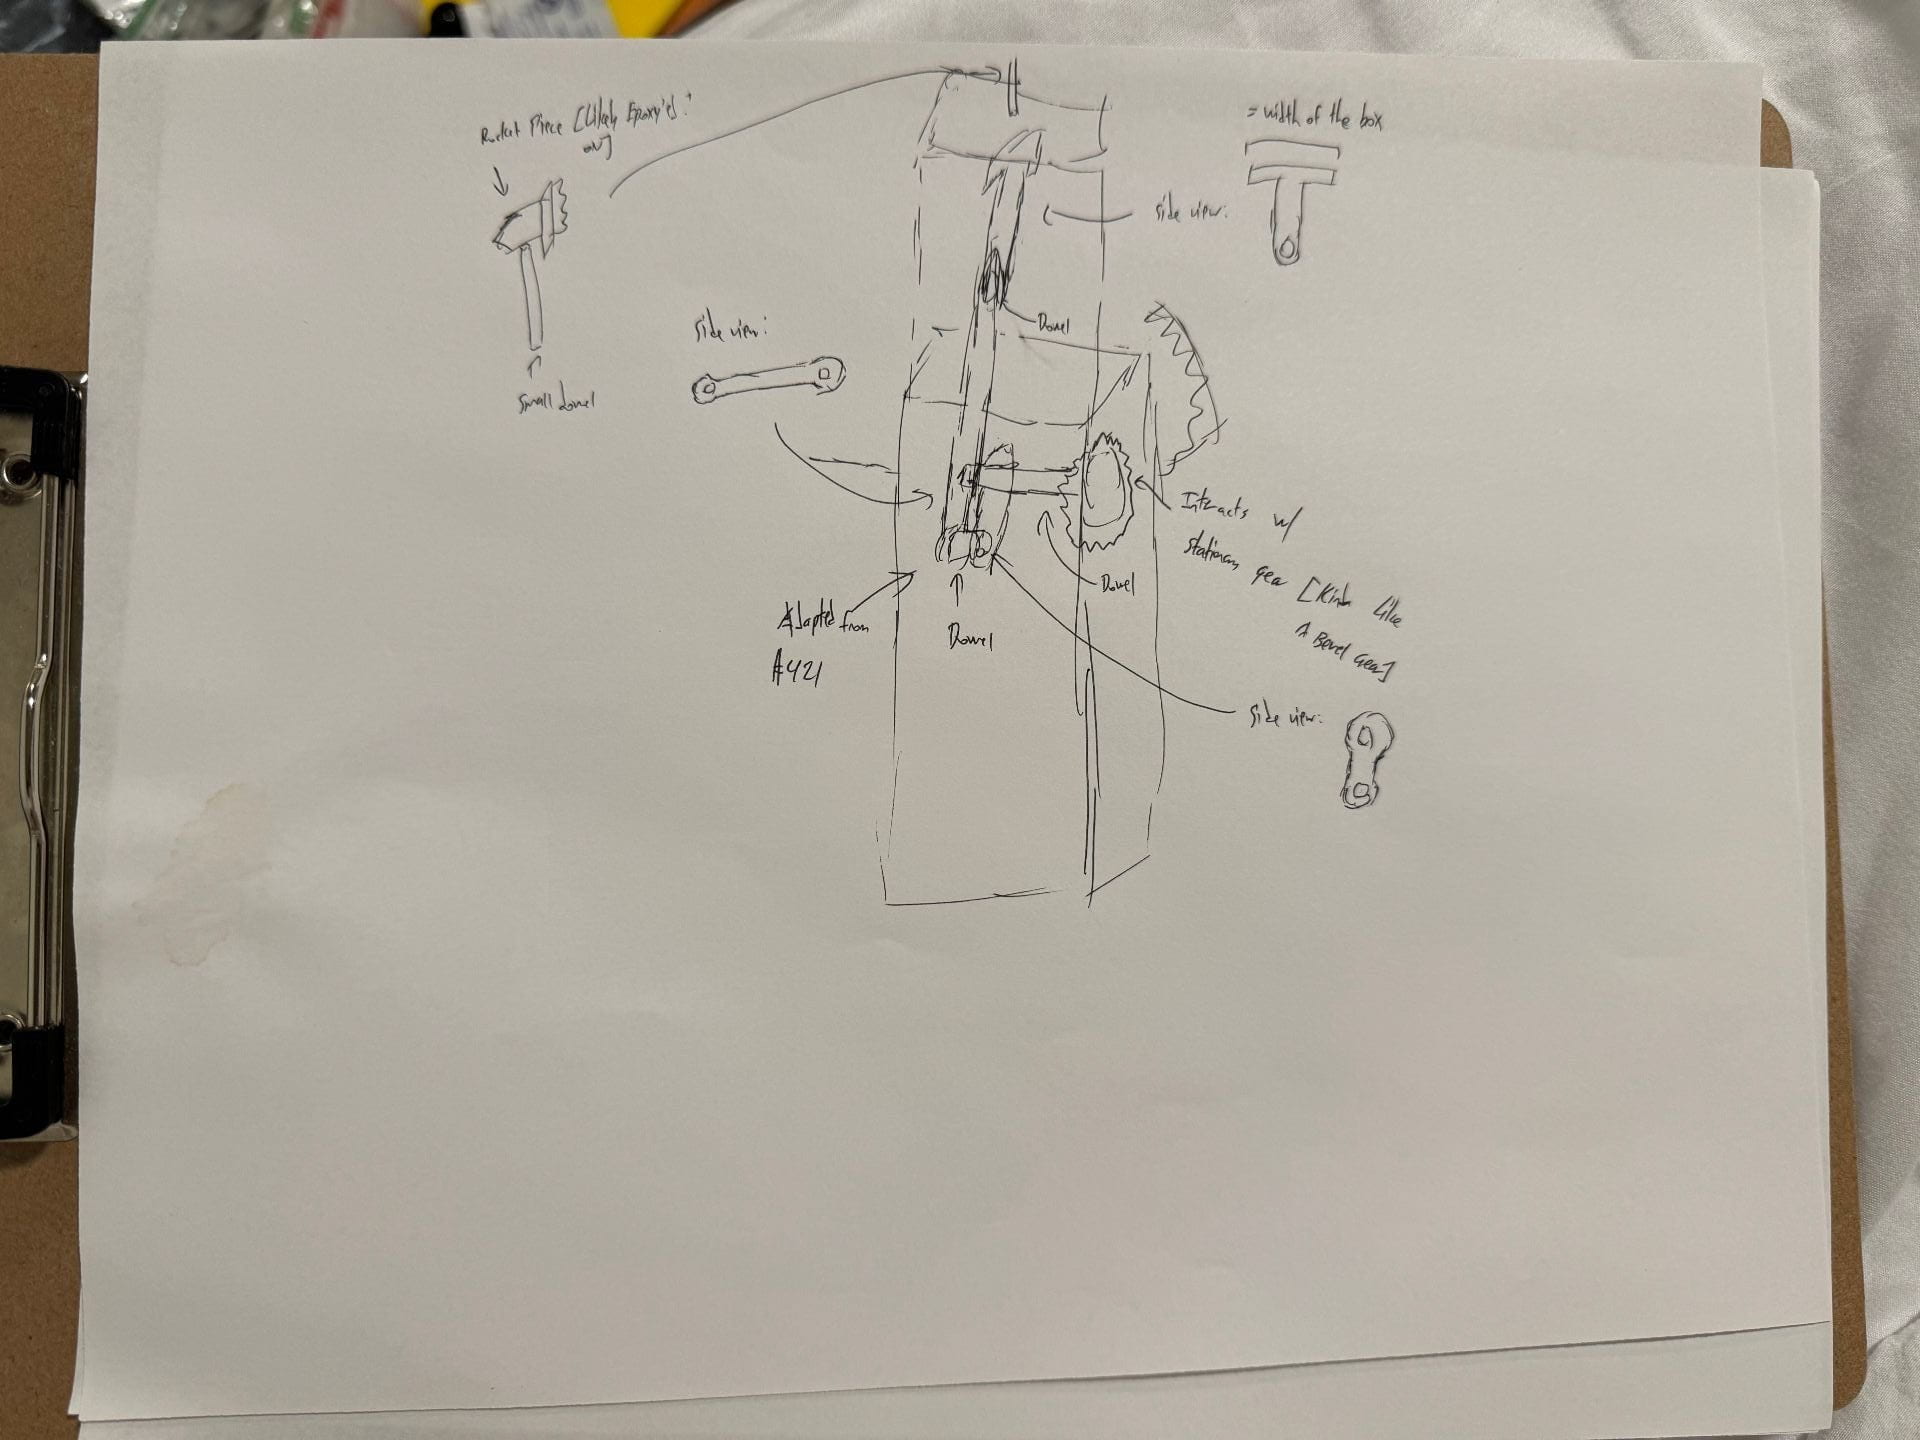 Rocket Piece [Likely Epoxy'ed
on]
= width of the box
Side view:
Dowel
Side view:
Small dowel
Interacts w/
stationary gear [Kinda like
A Bevel Gear]
Dowel
Adapted from
A421
Dowel
Side view: